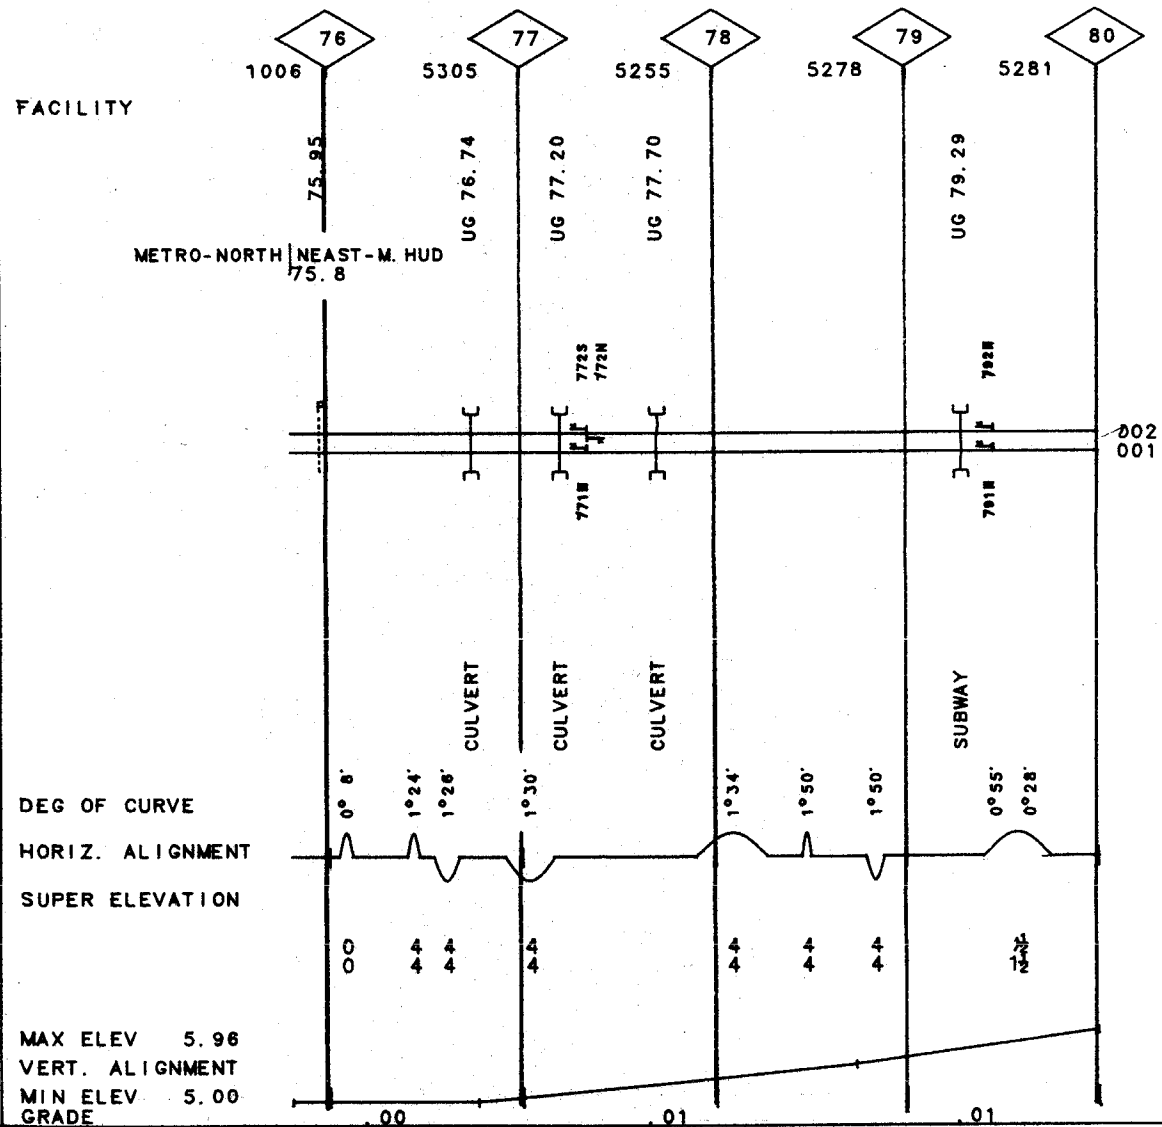 76 77 78 79 80
1006 5305 5255 5278 5281
FACILITY
75.95
UG 76.74
UG 77.20
UG 77.70
UG 79.29
METRO-NORTH NEAST-M. HUD
75.8
772S
772N
792N
002
001
771N
791N
CULVERT
CULVERT
CULVERT
SUBWAY
DEG OF CURVE
0° 8' 1°24' 1°26' 1°30' 1°34' 1°50' 1°50' 0°55' 0°28'
HORIZ. ALIGNMENT
SUPER ELEVATION
0 4 4 4 4 4 4
0 4 4 4 4 4 4 1½
MAX ELEV 5.96
VERT. ALIGNMENT
MIN ELEV 5.00
GRADE .00 .01 .01